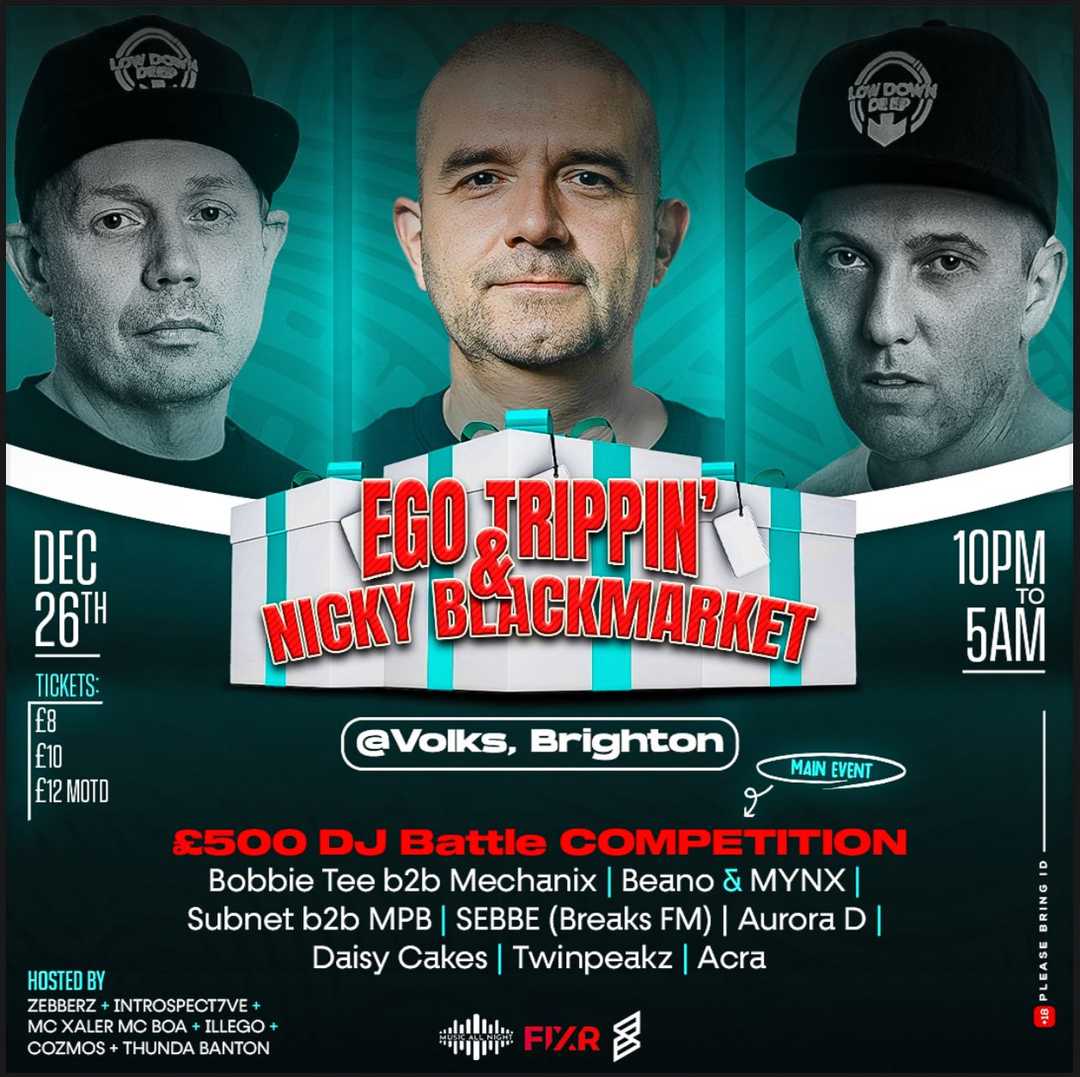 LOW DOWN
DEEP
LOW DOWN
DEEP
EGO TRIPPIN'
&
NICKY BLACKMARKET
DEC
26TH
TICKETS:
£8
£10
£12 MOTD
10PM
TO
5AM
@Volks, Brighton
MAIN EVENT
£500 DJ Battle COMPETITION
Bobbie Tee b2b Mechanix | Beano & MYNX |
Subnet b2b MPB | SEBBE (Breaks FM) | Aurora D |
Daisy Cakes | Twinpeakz | Acra
HOSTED BY
ZEBBERZ + INTROSPECT7VE +
MC XALER MC BOA + ILLEGO +
COZMOS + THUNDA BANTON
MUSIC ALL NIGHT
FIXR
+18 PLEASE BRING ID